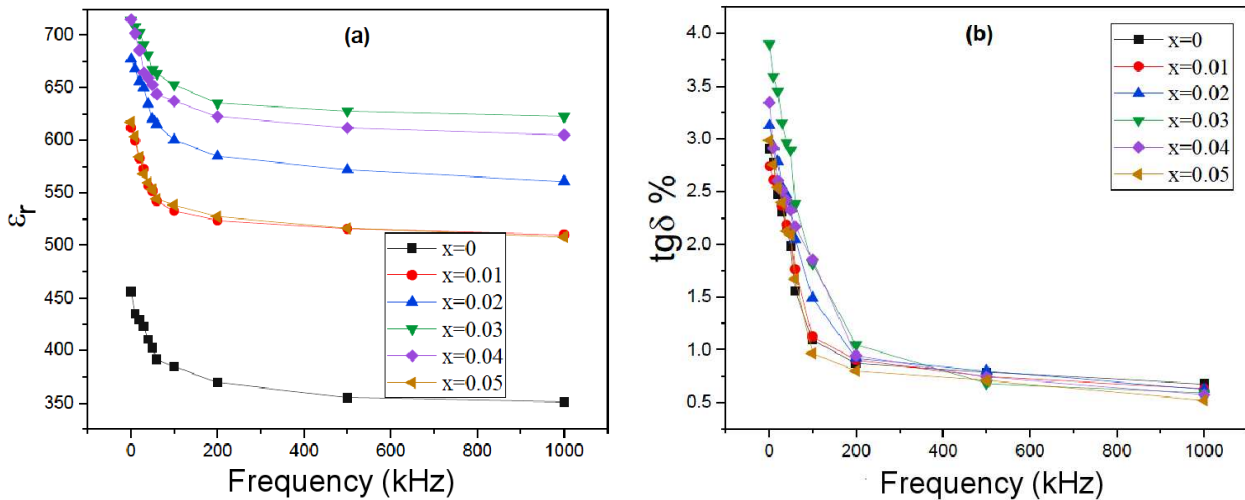 (a)
700
650
600
550
500
450
400
350
εr
x=0
x=0.01
x=0.02
x=0.03
x=0.04
x=0.05
0 200 400 600 800 1000
Frequency (kHz)
(b)
4.0
3.5
3.0
2.5
2.0
1.5
1.0
0.5
tgδ %
x=0
x=0.01
x=0.02
x=0.03
x=0.04
x=0.05
0 200 400 600 800 1000
Frequency (kHz)